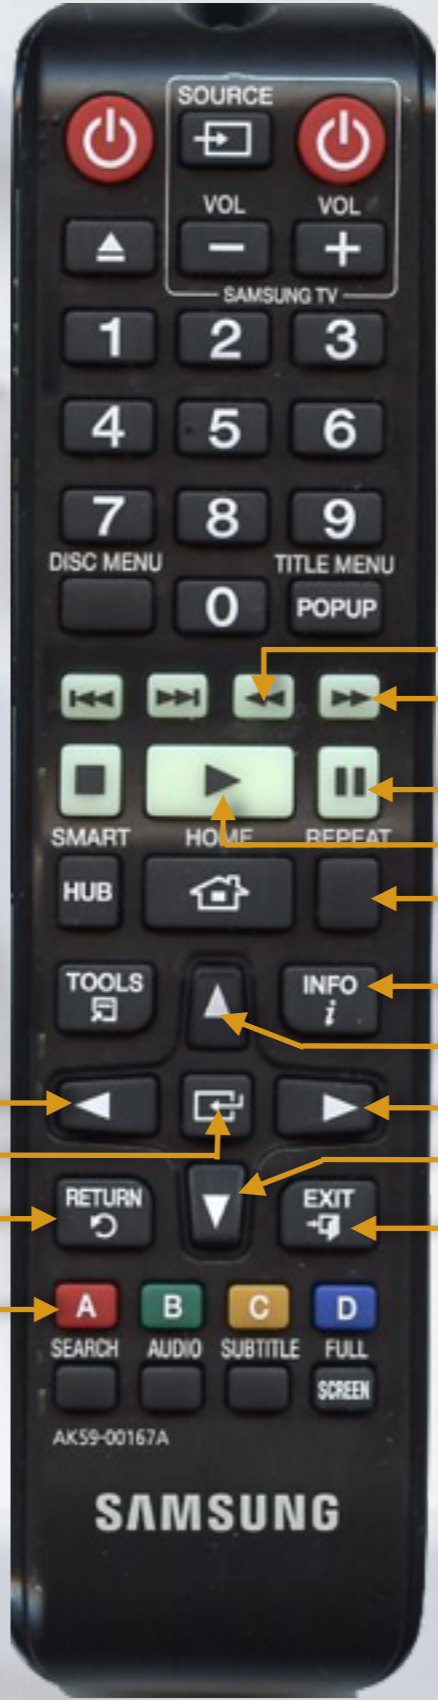 SOURCE
VOL VOL
SAMSUNG TV
1 2 3
4 5 6
7 8 9
DISC MENU TITLE MENU
0 POPUP
SMART HOME REPEAT
HUB
TOOLS INFO
i
RETURN EXIT
A B C D
SEARCH AUDIO SUBTITLE FULL
SCREEN
AK59-00167A
SAMSUNG